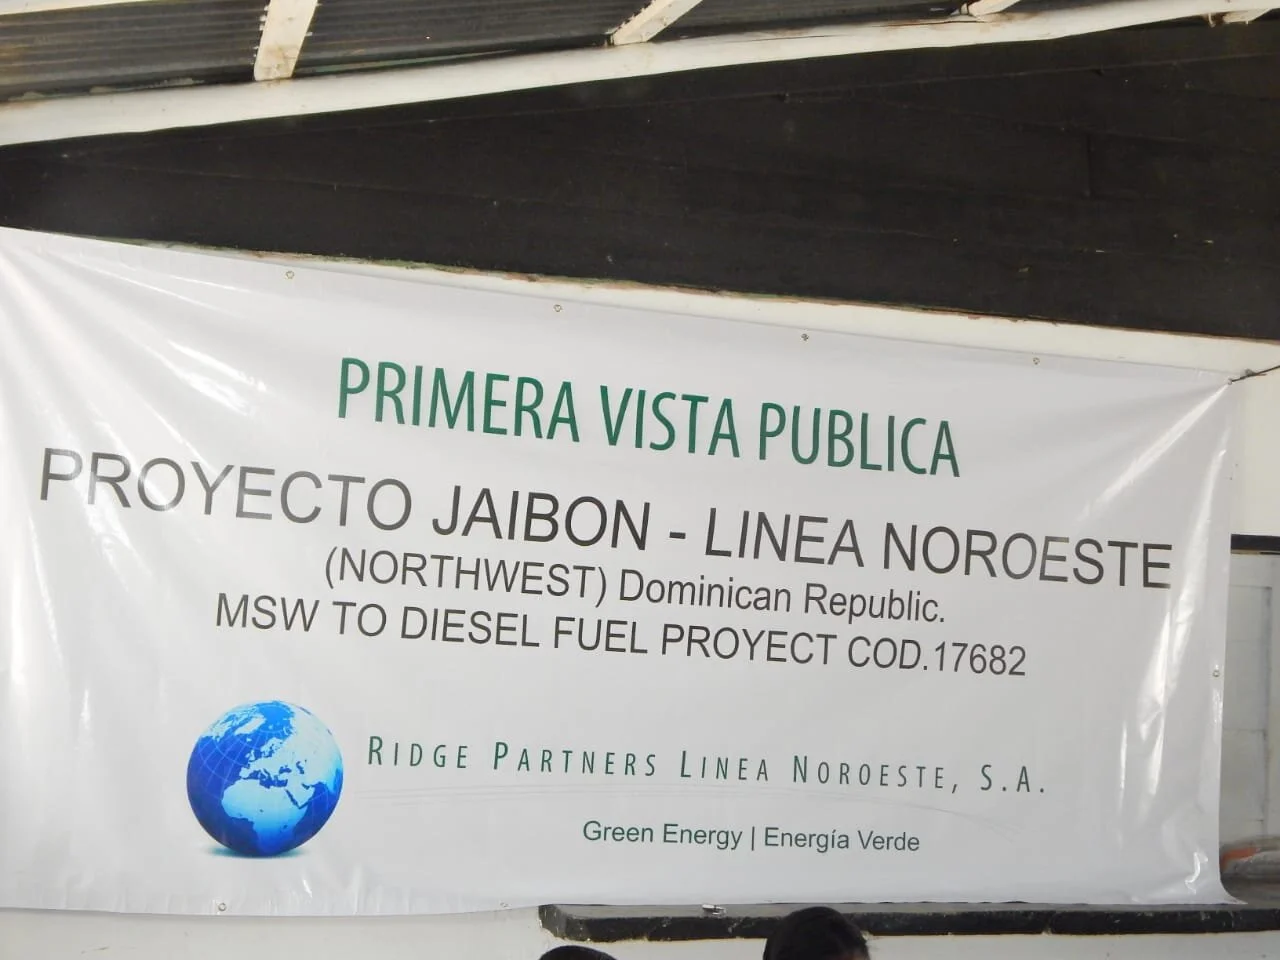 PRIMERA VISTA PUBLICA
PROYECTO JAIBON - LINEA NOROESTE
(NORTHWEST) Dominican Republic.
MSW TO DIESEL FUEL PROYECT COD.17682
RIDGE PARTNERS LINEA NOROESTE, S.A.
Green Energy | Energía Verde